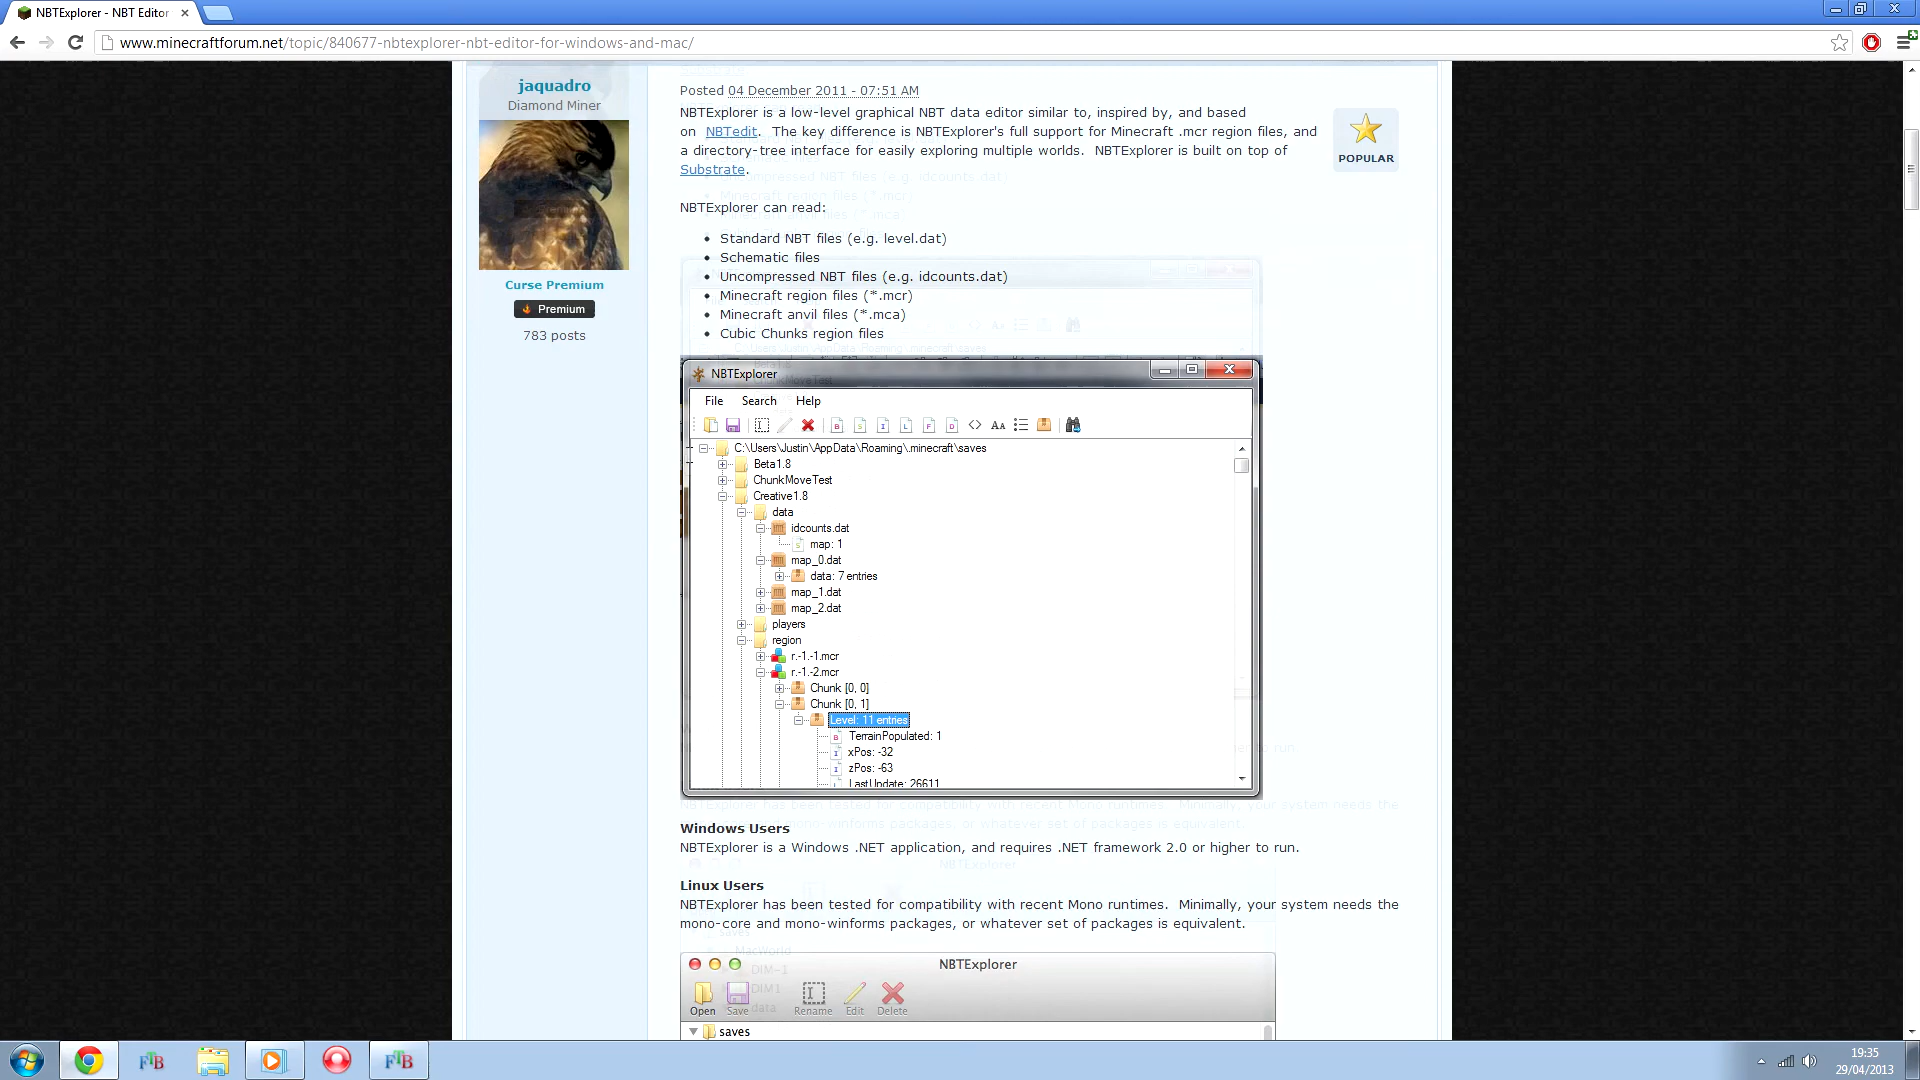 NBTExplorer - NBT Editor
www.minecraftforum.net/topic/840677-nbtexplorer-nbt-editor-for-windows-and-mac/
jaquadro
Diamond Miner
Curse Premium
Premium
783 posts
Posted 04 December 2011 - 07:51 AM
NBTExplorer is a low-level graphical NBT data editor similar to, inspired by, and based
on NBTedit. The key difference is NBTExplorer's full support for Minecraft .mcr region files, and
a directory-tree interface for easily exploring multiple worlds. NBTExplorer is built on top of
Substrate.
POPULAR
NBTExplorer can read:
Standard NBT files (e.g. level.dat)
Schematic files
Uncompressed NBT files (e.g. idcounts.dat)
Minecraft region files (*.mcr)
Minecraft anvil files (*.mca)
Cubic Chunks region files
NBTExplorer
File Search Help
C:\Users\Justin\AppData\Roaming\.minecraft\saves
Beta1.8
ChunkMoveTest
Creative1.8
data
idcounts.dat
map: 1
map_0.dat
data: 7 entries
map_1.dat
map_2.dat
players
region
r.-1.-1.mcr
r.-1.-2.mcr
Chunk [0, 0]
Chunk [0, 1]
Level: 11 entries
TerrainPopulated: 1
xPos: -32
zPos: -63
LastUpdate: 26611
Windows Users
NBTExplorer is a Windows .NET application, and requires .NET framework 2.0 or higher to run.
Linux Users
NBTExplorer has been tested for compatibility with recent Mono runtimes. Minimally, your system needs the
mono-core and mono-winforms packages, or whatever set of packages is equivalent.
NBTExplorer
Open Save Rename Edit Delete
saves
FTB
FTB
19:35
29/04/2013